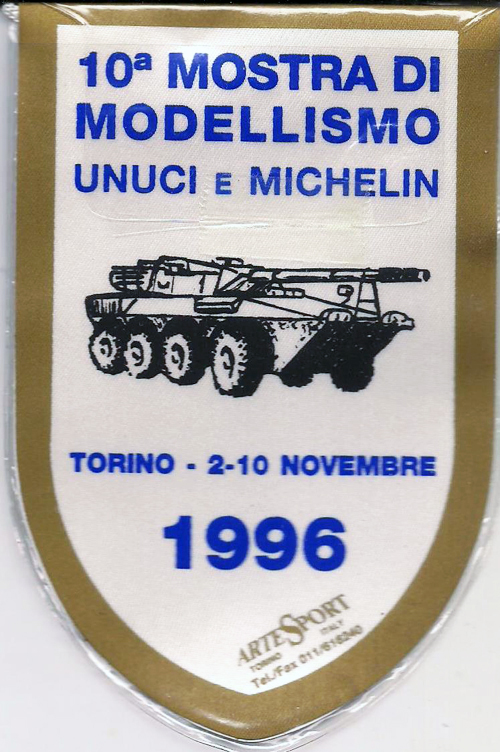 10ª MOSTRA DI
MODELLISMO
UNUCI E MICHELIN
TORINO - 2-10 NOVEMBRE
1996
ARTESPORT
TORINO ITALY
Tel./Fax 011/616040